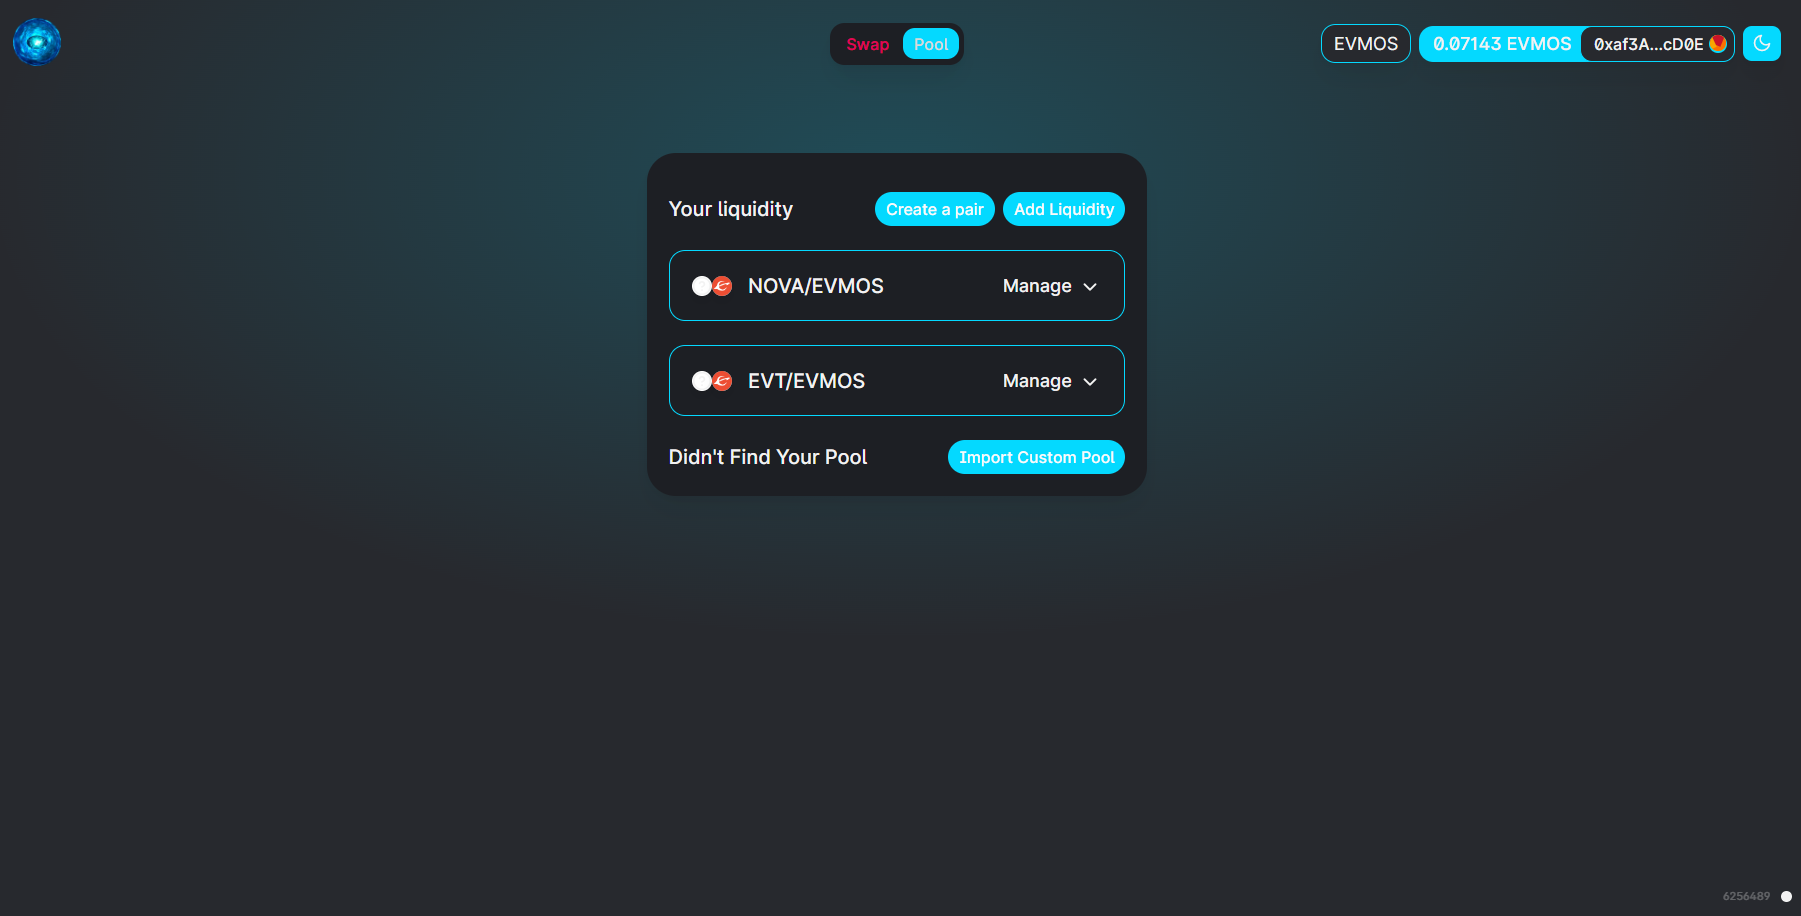 Swap Pool EVMOS 0.07143 EVMOS 0xaf3A...cD0E
Your liquidity Create a pair Add Liquidity
NOVA/EVMOS Manage
EVT/EVMOS Manage
Didn't Find Your Pool Import Custom Pool
6256489